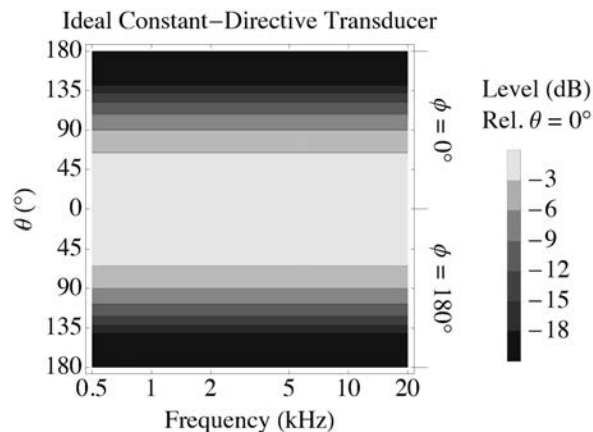 Ideal Constant–Directive Transducer
180
135
90
45
0
45
90
135
180
θ (°)
ϕ = 0°
ϕ = 180°
0.5 1 2 5 10 20
Frequency (kHz)
Level (dB)
Rel. θ = 0°
−3
−6
−9
−12
−15
−18